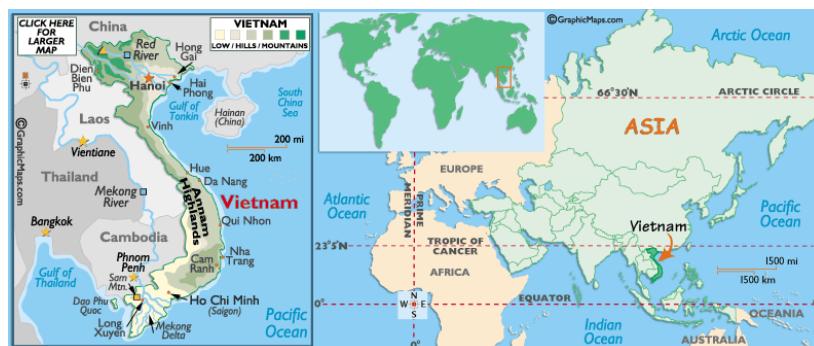 CLICK HERE
FOR
LARGER
MAP
China
VIETNAM
LOW / HILLS / MOUNTAINS
Red
River
Hong
Gai
Dien
Bien
Phu
Hanoi
Hai
Phong
Gulf of
Tonkin
South
China
Sea
Hainan
(China)
©GraphicMaps.com
Laos
Vinh
200 mi
200 km
Vientiane
Thailand
Hue
Da Nang
Mekong
River
Annam
Highlands
Vietnam
Bangkok
Qui Nhon
Cambodia
Gulf of
Thailand
Phnom
Penh
Cam
Ranh
Nha
Trang
Sam
Mtn.
Dao Phu
Quoc
Ho Chi Minh
(Saigon)
Long
Xuyen
Mekong
Delta
Pacific
Ocean
©GraphicMaps.com
Arctic Ocean
66°30'N
ARCTIC CIRCLE
ASIA
EUROPE
Atlantic
Ocean
MERIDIAN
PRIME
Pacific
Ocean
Vietnam
23°5'N
TROPIC OF
CANCER
AFRICA
1500 mi
1500 km
N
W E
S
0°
EQUATOR
OCEANIA
Indian
Ocean
AUSTRALIA
0°